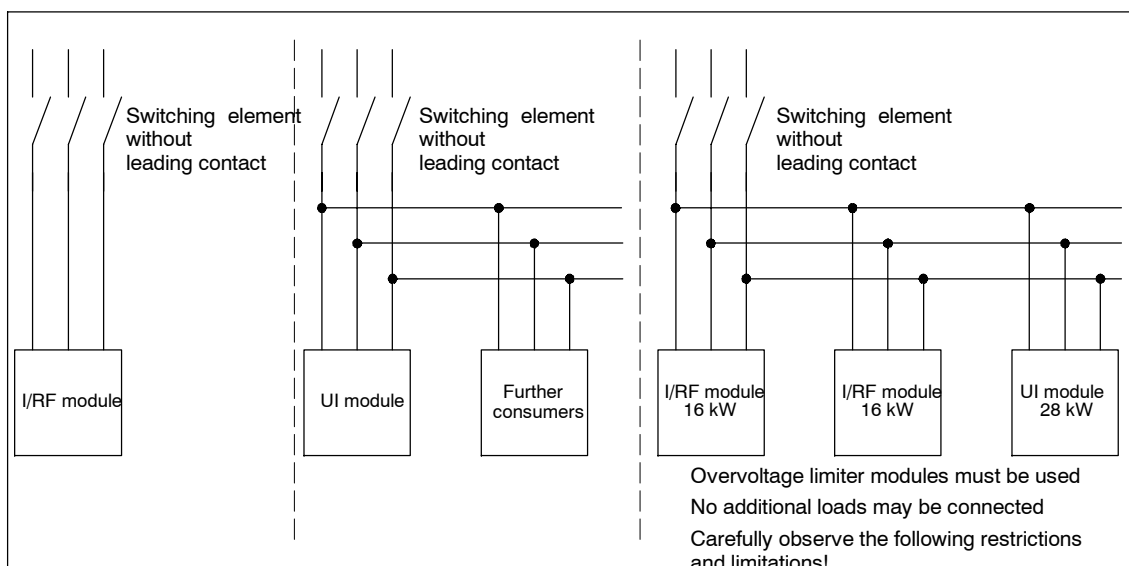 Switching element
without
leading contact
I/RF module
Switching element
without
leading contact
UI module
Further
consumers
Switching element
without
leading contact
I/RF module
16 kW
I/RF module
16 kW
UI module
28 kW
Overvoltage limiter modules must be used
No additional loads may be connected
Carefully observe the following restrictions
and limitations!